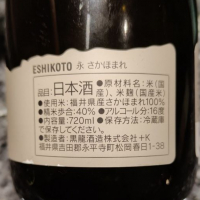 ESHIKOTO 永 さかほまれ
品目:日本酒
●原材料名:米(国産)、米麹(国産米)
●使用米:福井県産さかほまれ100%
●精米歩合:40% ●アルコール分:16度
●内容量:720ml ●保存方法:冷蔵庫で保存してください。
●製造者:黒龍酒造株式会社+K
福井県吉田郡永平寺町松岡春日1-38